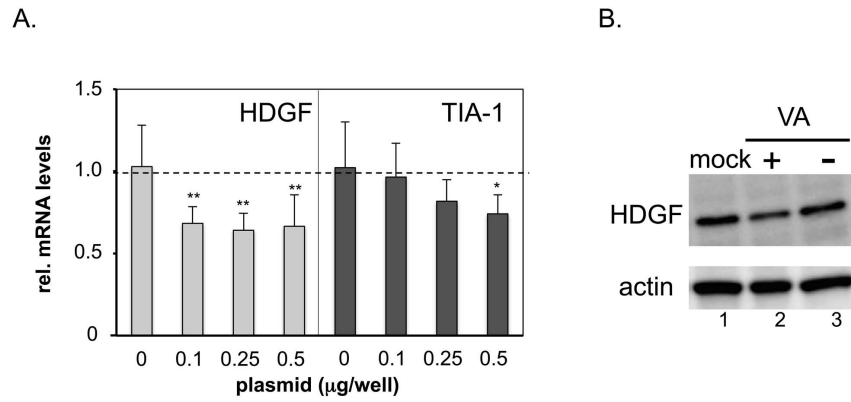 A.
B.
1.5
1.0
0.5
0
rel. mRNA levels
HDGF
TIA-1
** ** ** *
0 0.1 0.25 0.5 0 0.1 0.25 0.5
plasmid (μg/well)
VA
mock + -
HDGF
actin
1 2 3